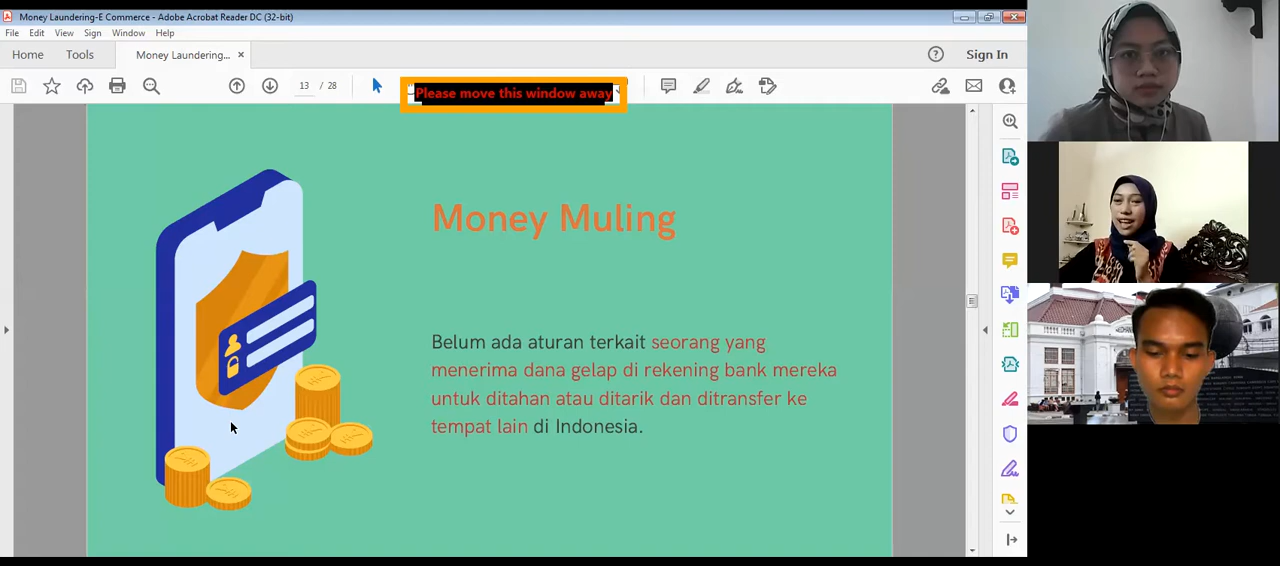 Money Laundering-E Commerce - Adobe Acrobat Reader DC (32-bit)
File Edit View Sign Window Help
Home Tools Money Laundering... × Sign In
13 / 28
Please move this window away
Money Muling
Belum ada aturan terkait seorang yang
menerima dana gelap di rekening bank mereka
untuk ditahan atau ditarik dan ditransfer ke
tempat lain di Indonesia.